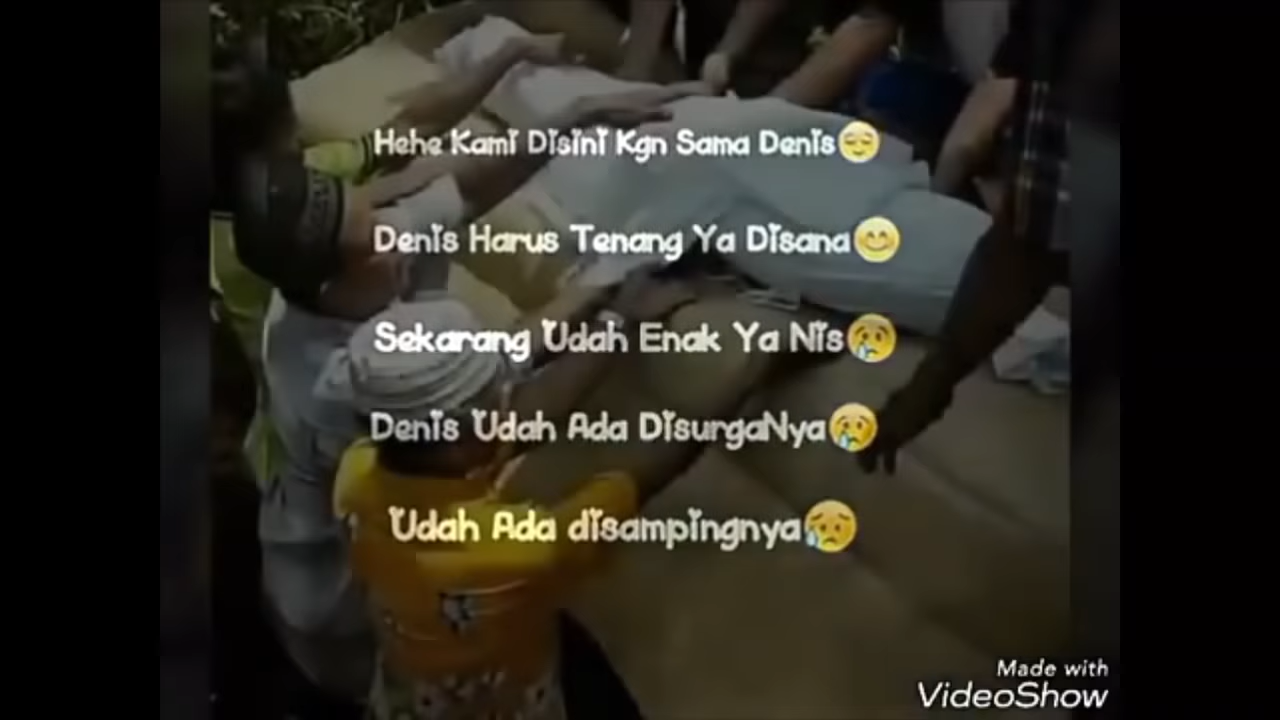 Hehe Kami Disini Kgn Sama Denis😌
Denis Harus Tenang Ya Disana😊
Sekarang Udah Enak Ya Nis😢
Denis Udah Ada DisurgaNya😢
Udah Ada disampingnya😥
Made with
VideoShow